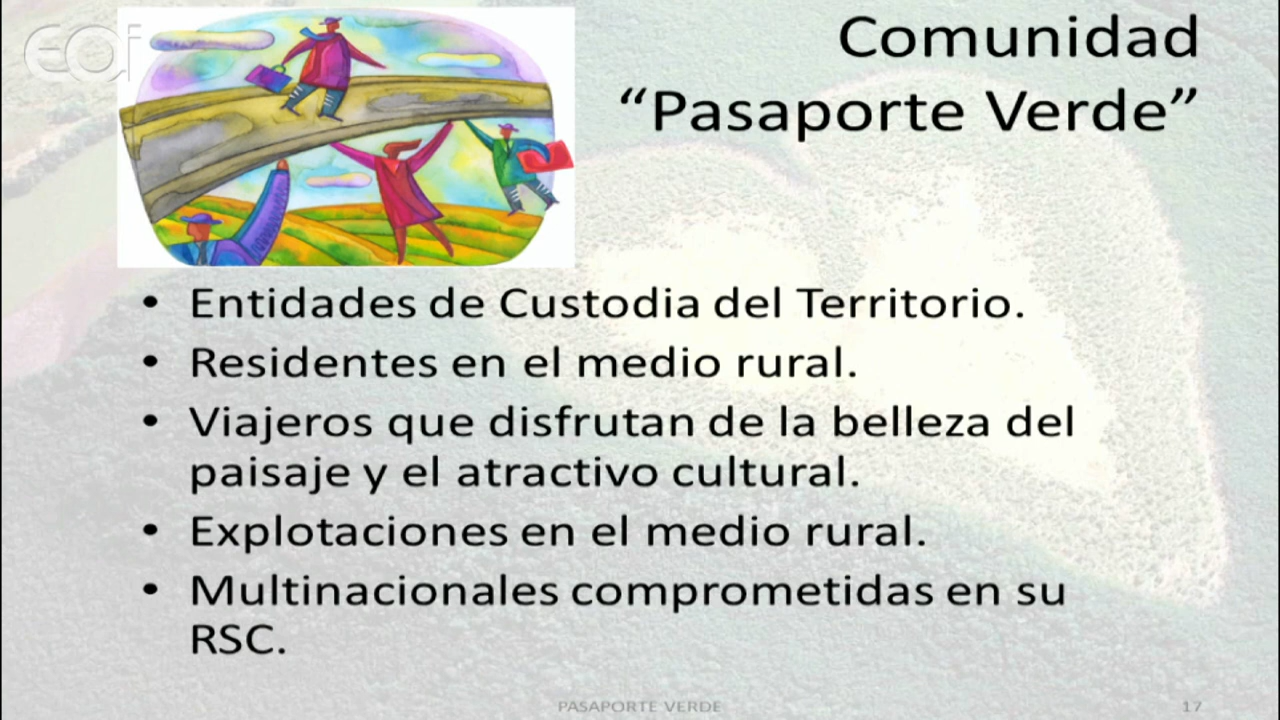 eoi
Comunidad
“Pasaporte Verde”
• Entidades de Custodia del Territorio.
• Residentes en el medio rural.
• Viajeros que disfrutan de la belleza del
paisaje y el atractivo cultural.
• Explotaciones en el medio rural.
• Multinacionales comprometidas en su
RSC.
PASAPORTE VERDE
17